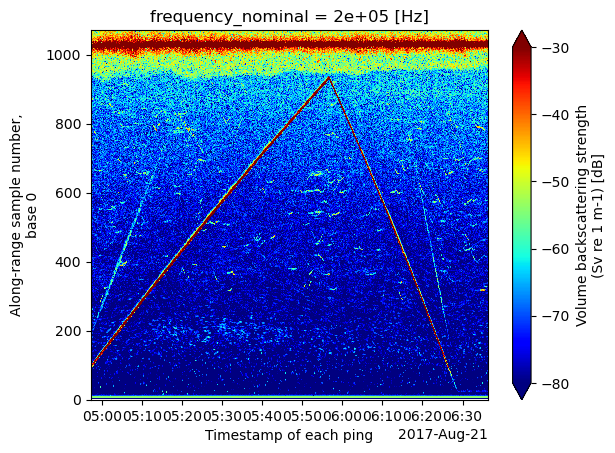 frequency_nominal = 2e+05 [Hz]
1000
800
600
400
200
0
Along-range sample number,
base 0
05:00 05:10 05:20 05:30 05:40 05:50 06:00 06:10 06:20 06:30
Timestamp of each ping
2017-Aug-21
−30
−40
−50
−60
−70
−80
Volume backscattering strength
(Sv re 1 m-1) [dB]